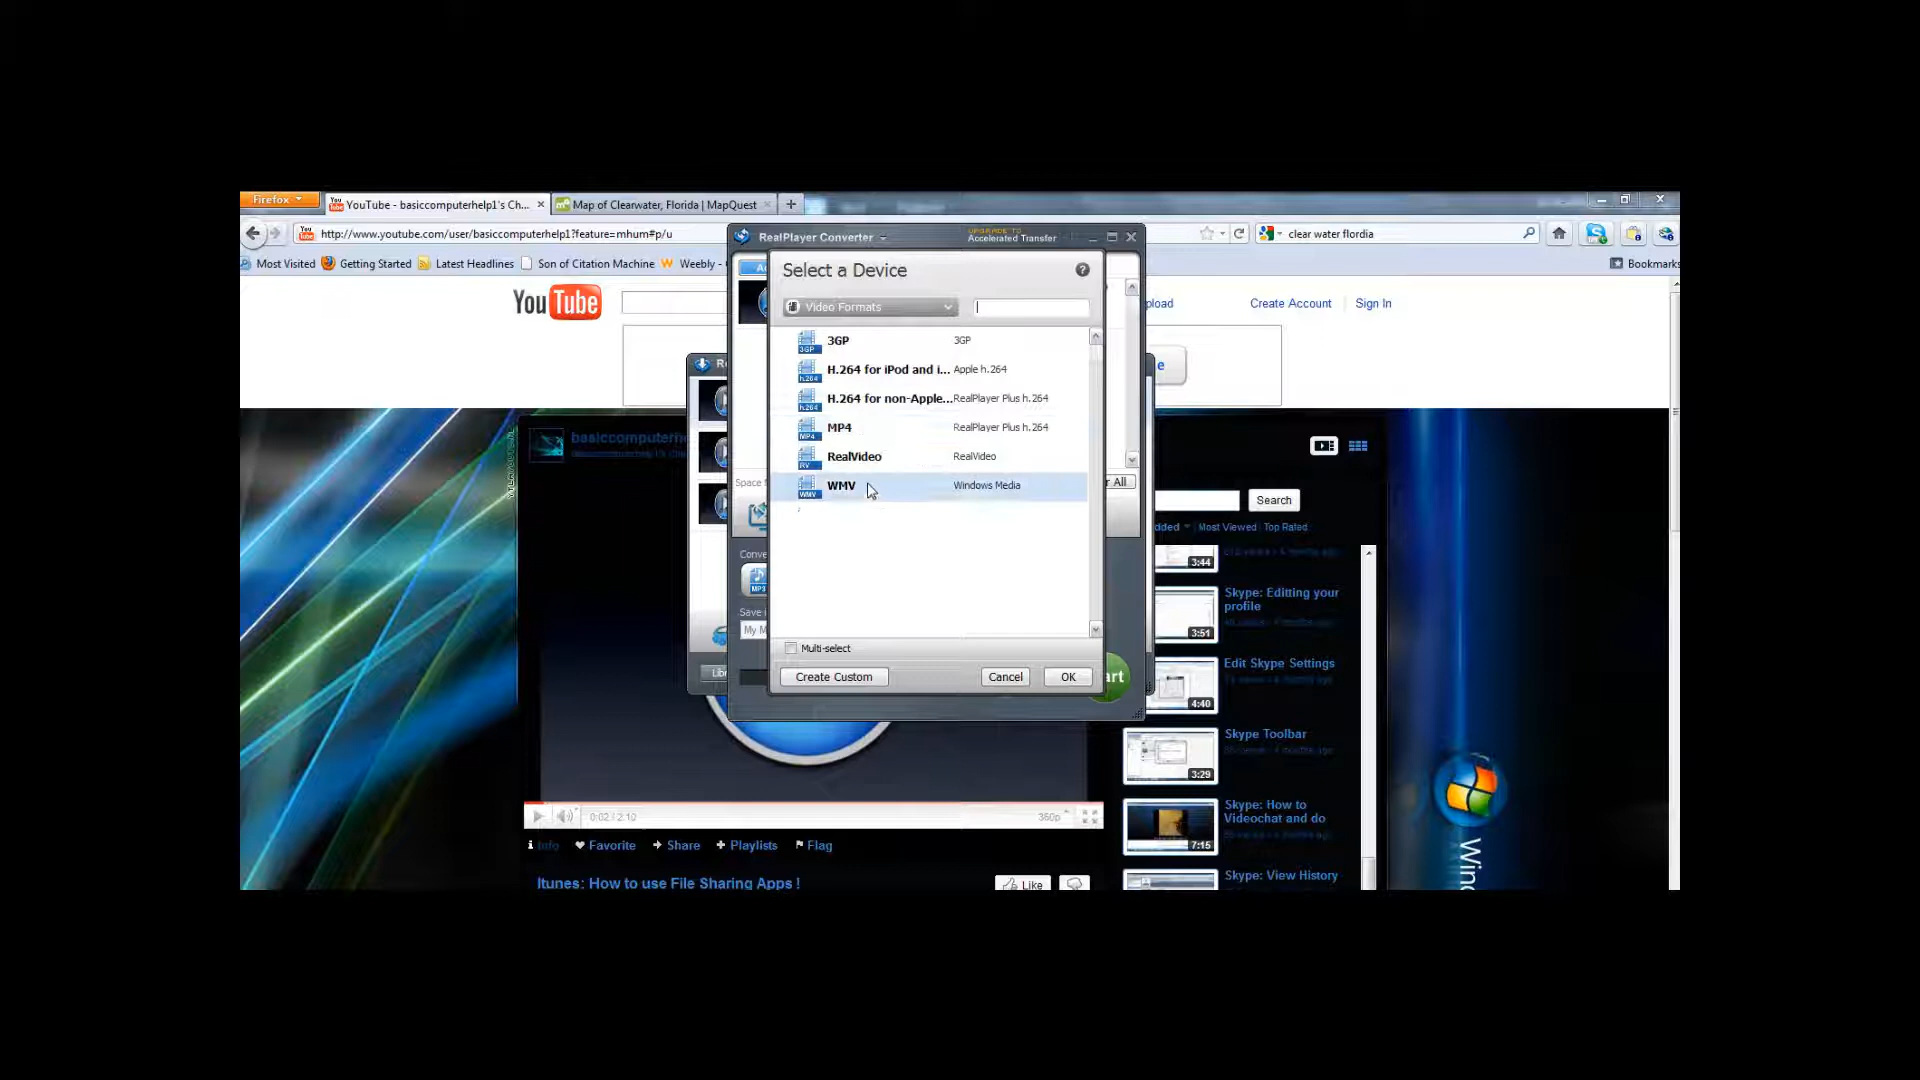 Firefox
YouTube - basiccomputerhelp1's Ch...
Map of Clearwater, Florida | MapQuest
http://www.youtube.com/user/basiccomputerhelp1?feature=mhum#p/u
clear water flordia
Most Visited
Getting Started
Latest Headlines
Son of Citation Machine
Weebly -
Bookmarks
RealPlayer Converter
UPGRADE TO
Accelerated Transfer
YouTube
Create Account
Sign In
Select a Device
Video Formats
3GP 3GP
H.264 for iPod and i... Apple h.264
H.264 for non-Apple... RealPlayer Plus h.264
MP4 RealPlayer Plus h.264
RealVideo RealVideo
WMV Windows Media
Multi-select
Create Custom
Cancel
OK
Search
Most Viewed
Top Rated
3:44
Skype: Editting your
profile
3:51
Edit Skype Settings
4:40
Skype Toolbar
3:29
Skype: How to
Videochat and do
7:15
Skype: View History
0:02 / 2:10
360p
Info
Favorite
Share
Playlists
Flag
Itunes: How to use File Sharing Apps !
Like